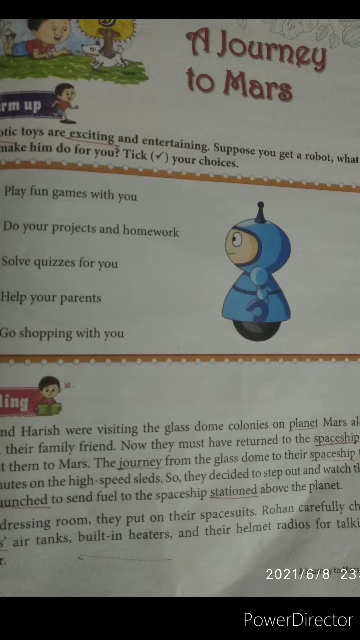 A Journey
to Mars
rm up
otic toys are exciting and entertaining. Suppose you get a robot, what
make him do for you? Tick (✓) your choices.
Play fun games with you
Do your projects and homework
Solve quizzes for you
Help your parents
Go shopping with you
ling
nd Harish were visiting the glass dome colonies on planet Mars al
their family friend. Now they must have returned to the spaceship
t them to Mars. The journey from the glass dome to their spaceship
nutes on the high-speed sleds. So, they decided to step out and watch th
aunched to send fuel to the spaceship stationed above the planet.
dressing room, they put on their spacesuits. Rohan carefully ch
s' air tanks, built-in heaters, and their helmet radios for talki
r.
2021/6/8 23:
PowerDirector